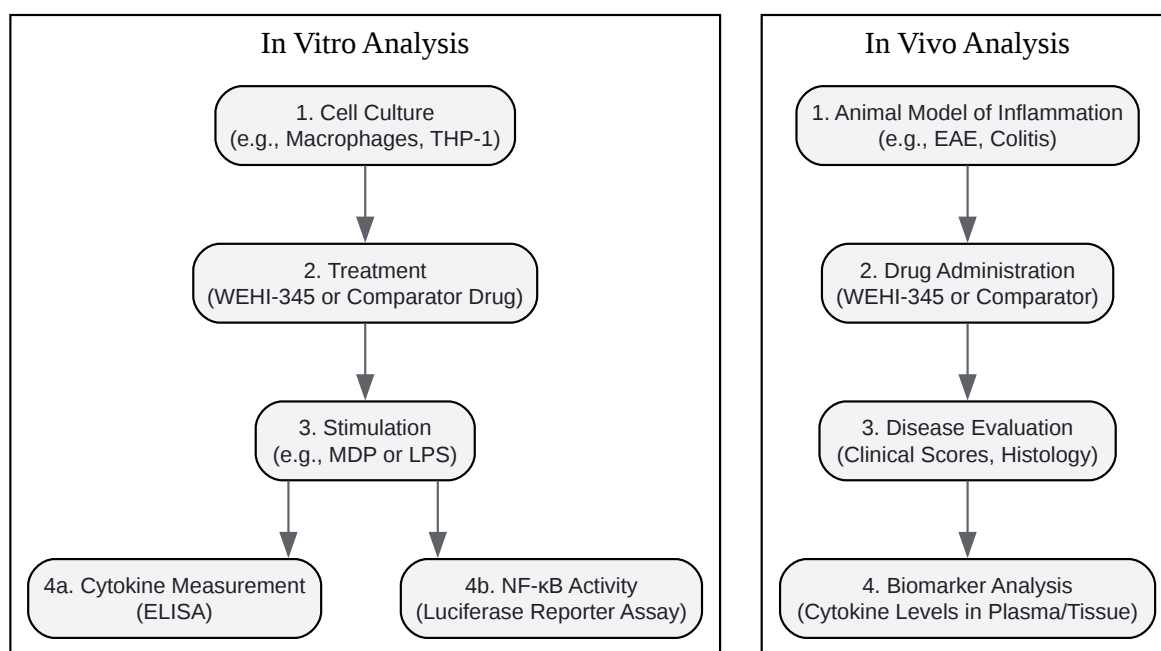 In Vitro Analysis
1. Cell Culture
(e.g., Macrophages, THP-1)
2. Treatment
(WEHI-345 or Comparator Drug)
3. Stimulation
(e.g., MDP or LPS)
4a. Cytokine Measurement
(ELISA)
4b. NF-κB Activity
(Luciferase Reporter Assay)
In Vivo Analysis
1. Animal Model of Inflammation
(e.g., EAE, Colitis)
2. Drug Administration
(WEHI-345 or Comparator)
3. Disease Evaluation
(Clinical Scores, Histology)
4. Biomarker Analysis
(Cytokine Levels in Plasma/Tissue)